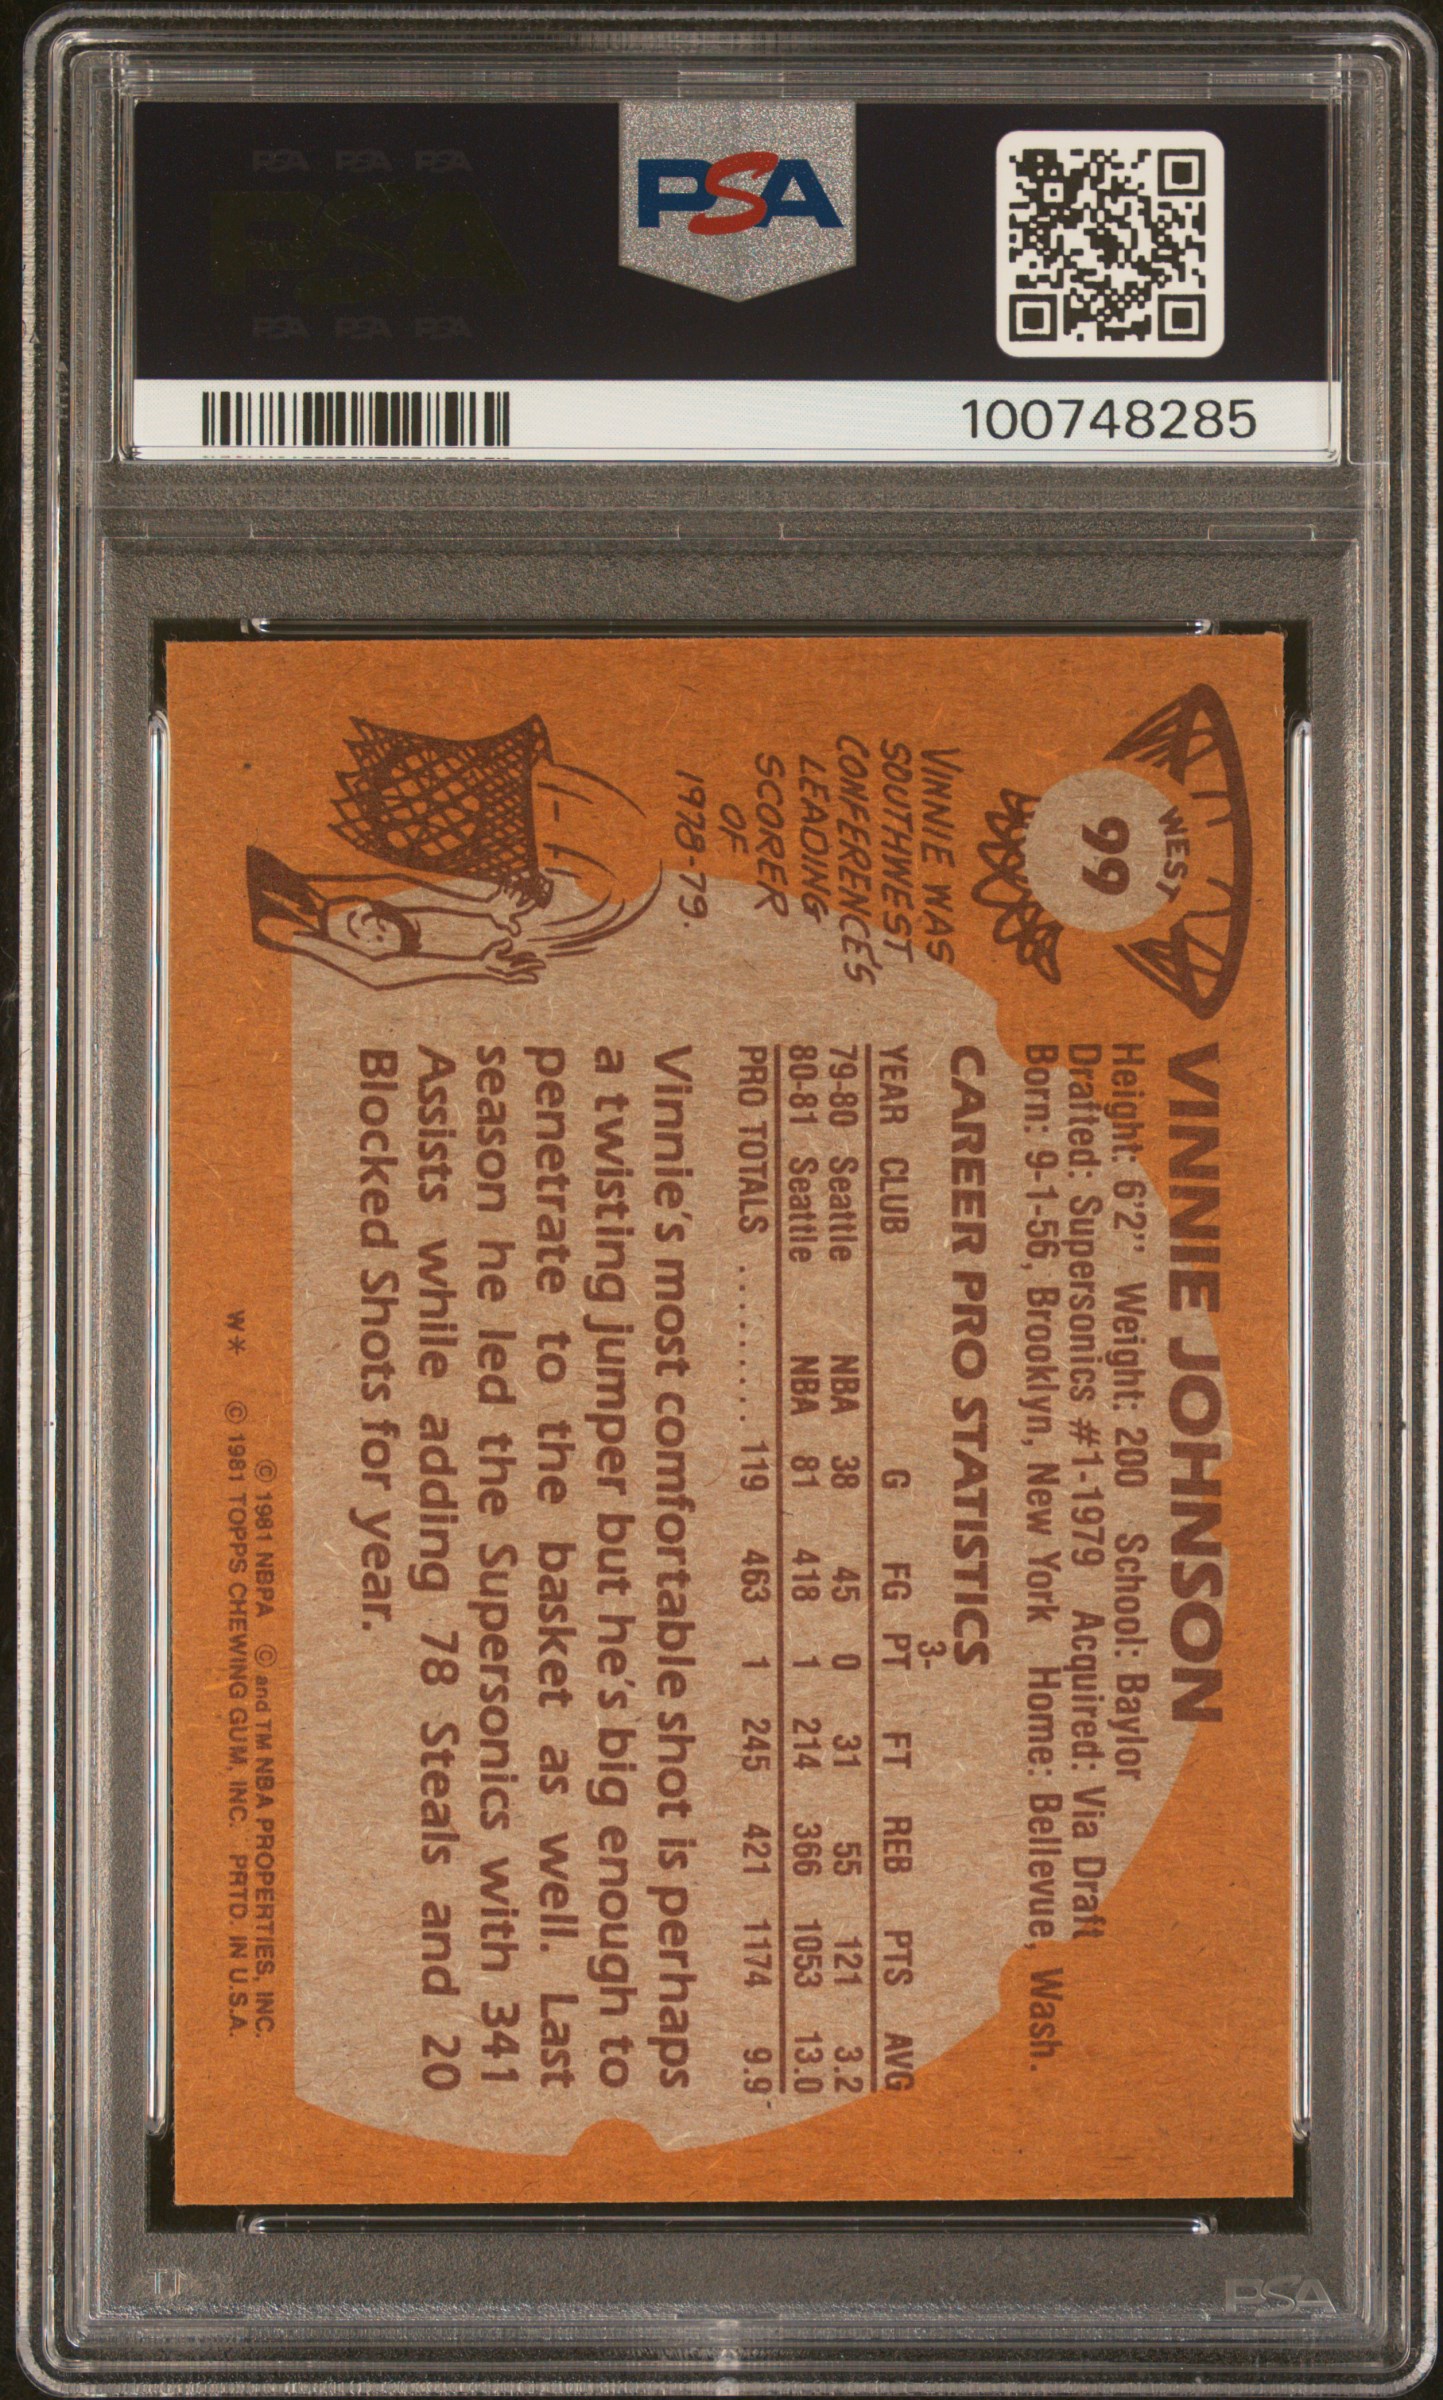 PSA PSA PSA
PSA
PSA PSA PSA
PSA
100748285
WEST
99
VINNIE WAS
SOUTHWEST
CONFERENCE'S
LEADING
SCORER
OF
1978-79.
VINNIE JOHNSON
Height: 6'2" Weight: 200 School: Baylor
Drafted: Supersonics #1-1979 Acquired: Via Draft
Born: 9-1-56, Brooklyn, New York Home: Bellevue, Wash.
CAREER PRO STATISTICS
3-
YEAR CLUB G FG PT FT REB PTS AVG
79-80 Seattle NBA 38 45 0 31 55 121 3.2
80-81 Seattle NBA 81 418 1 214 366 1053 13.0
PRO TOTALS ........ 119 463 1 245 421 1174 9.9
Vinnie's most comfortable shot is perhaps
a twisting jumper but he's big enough to
penetrate to the basket as well. Last
season he led the Supersonics with 341
Assists while adding 78 Steals and 20
Blocked Shots for year.
© 1981 NBPA © and TM NBA PROPERTIES, INC.
W* © 1981 TOPPS CHEWING GUM, INC. PRTD. IN U.S.A.
PSA